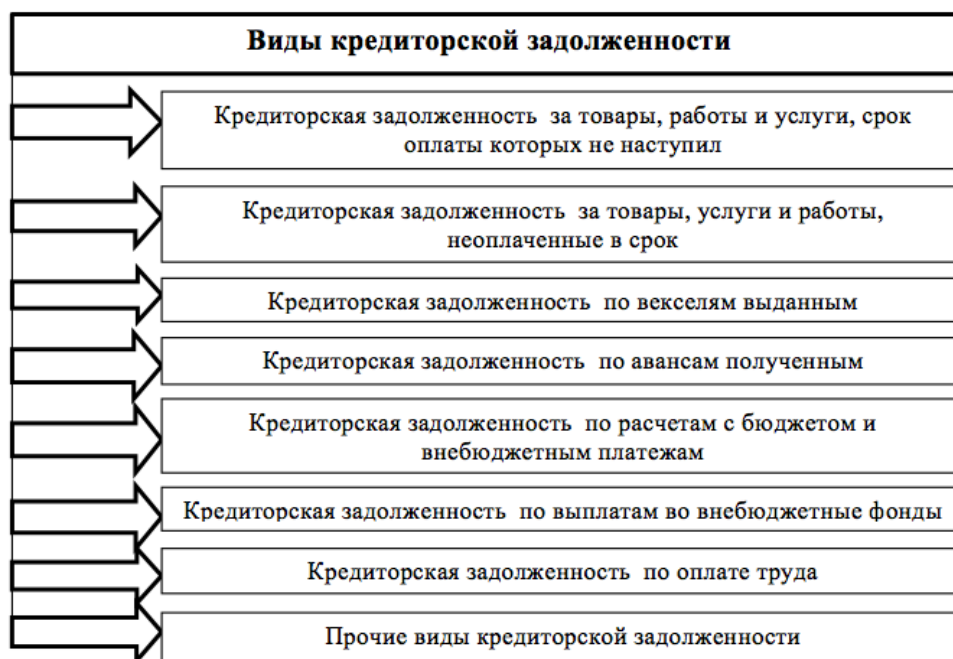 Виды кредиторской задолженности
Кредиторская задолженность за товары, работы и услуги, срок
оплаты которых не наступил
Кредиторская задолженность за товары, услуги и работы,
неоплаченные в срок
Кредиторская задолженность по векселям выданным
Кредиторская задолженность по авансам полученным
Кредиторская задолженность по расчетам с бюджетом и
внебюджетным платежам
Кредиторская задолженность по выплатам во внебюджетные фонды
Кредиторская задолженность по оплате труда
Прочие виды кредиторской задолженности